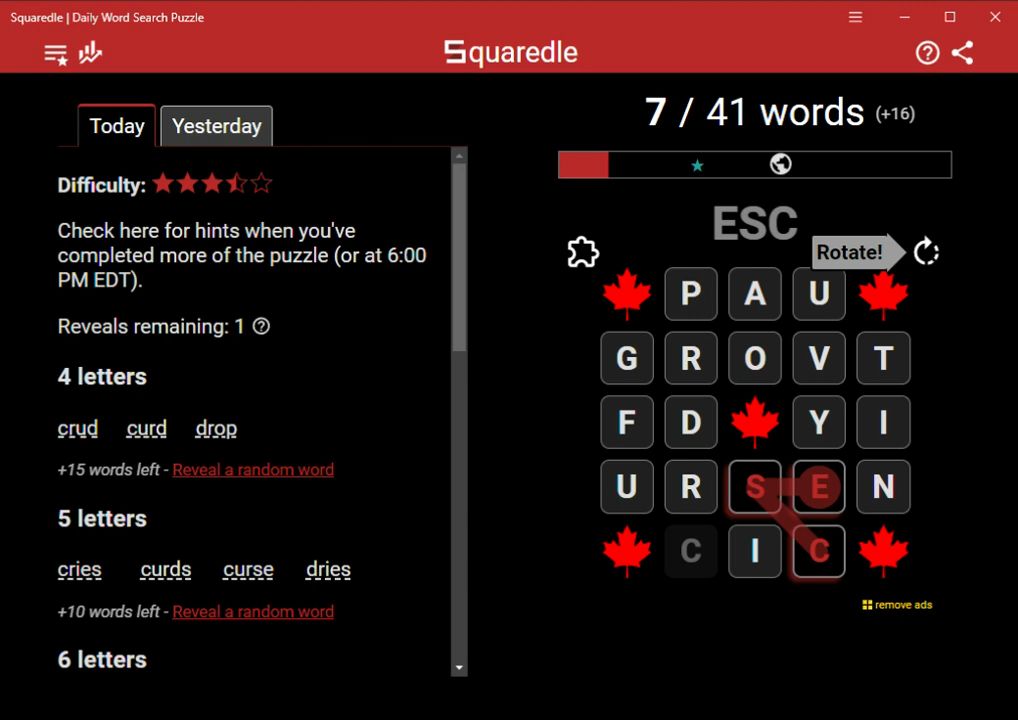 Squaredle | Daily Word Search Puzzle
Squaredle
Today Yesterday
7 / 41 words (+16)
Difficulty:
Check here for hints when you've
completed more of the puzzle (or at 6:00
PM EDT).
Reveals remaining: 1
4 letters
crud curd drop
+15 words left - Reveal a random word
5 letters
cries curds curse dries
+10 words left - Reveal a random word
6 letters
ESC
Rotate!
P A U
G R O V T
F D Y I
U R S E N
C I C
remove ads